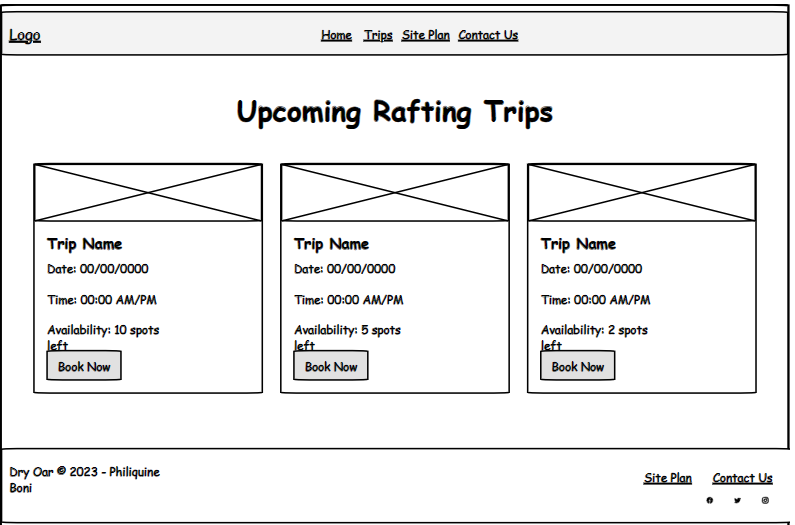 Logo
Home Trips Site Plan Contact Us
Upcoming Rafting Trips
Trip Name
Date: 00/00/0000
Time: 00:00 AM/PM
Availability: 10 spots
left
Book Now
Trip Name
Date: 00/00/0000
Time: 00:00 AM/PM
Availability: 5 spots
left
Book Now
Trip Name
Date: 00/00/0000
Time: 00:00 AM/PM
Availability: 2 spots
left
Book Now
Dry Oar © 2023 - Philiquine
Boni
Site Plan Contact Us